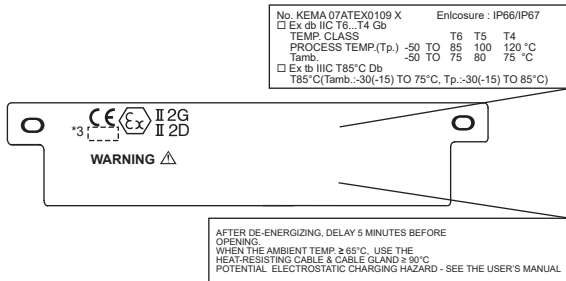 No. KEMA 07ATEX0109 X Enlcosure : IP66/IP67
□ Ex db IIC T6...T4 Gb
TEMP. CLASS T6 T5 T4
PROCESS TEMP.(Tp.) -50 TO 85 100 120 °C
Tamb. -50 TO 75 80 75 °C
□ Ex tb IIIC T85°C Db
T85°C(Tamb.:-30(-15) TO 75°C, Tp.:-30(-15) TO 85°C)
CE Ex II 2G
*3 II 2D
WARNING ⚠
AFTER DE-ENERGIZING, DELAY 5 MINUTES BEFORE
OPENING.
WHEN THE AMBIENT TEMP. ≥ 65°C, USE THE
HEAT-RESISTING CABLE & CABLE GLAND ≥ 90°C
POTENTIAL ELECTROSTATIC CHARGING HAZARD - SEE THE USER'S MANUAL